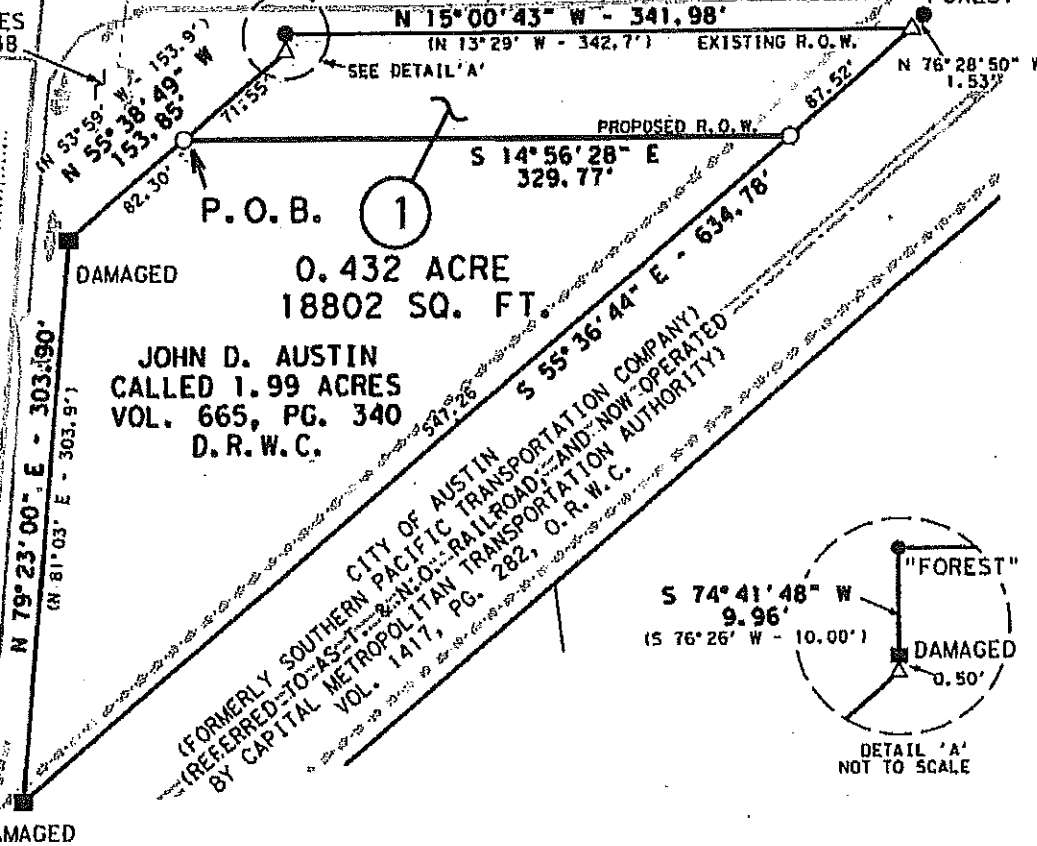 N 15°00'43" W - 341.98'
(N 13°29' W - 342.7')
EXISTING R.O.W.
N 76°28'50" W
1.53'
SEE DETAIL 'A'
(N 53°59' W - 153.9')
N 55°38'49" W
153.85'
71.55'
87.52'
82.30'
PROPOSED R.O.W.
S 14°56'28" E
329.77'
P.O.B.
1
DAMAGED
0.432 ACRE
18802 SQ. FT.
JOHN D. AUSTIN
CALLED 1.99 ACRES
VOL. 665, PG. 340
D.R.W.C.
N 79°23'00" E - 303.90'
(N 81°03' E - 303.9')
S 55°36'44" E - 634.78'
547.26
CITY OF AUSTIN
(FORMERLY SOUTHERN PACIFIC TRANSPORTATION COMPANY)
(REFERRED TO AS T. & N.O. RAILROAD, AND NOW OPERATED
BY CAPITAL METROPOLITAN TRANSPORTATION AUTHORITY)
VOL. 1417, PG. 282, O.R.W.C.
"FOREST"
S 74°41'48" W
9.96'
(S 76°26' W - 10.00')
DAMAGED
0.50'
DETAIL 'A'
NOT TO SCALE
AMAGED